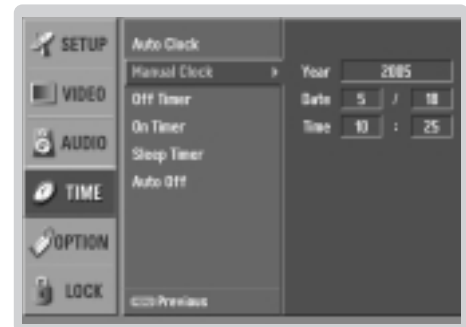 SETUP
VIDEO
AUDIO
TIME
OPTION
LOCK
Auto Clock
Manual Clock
Off Timer
On Timer
Sleep Timer
Auto Off
Previous
Year 2005
Date 5 / 18
Time 10 : 25